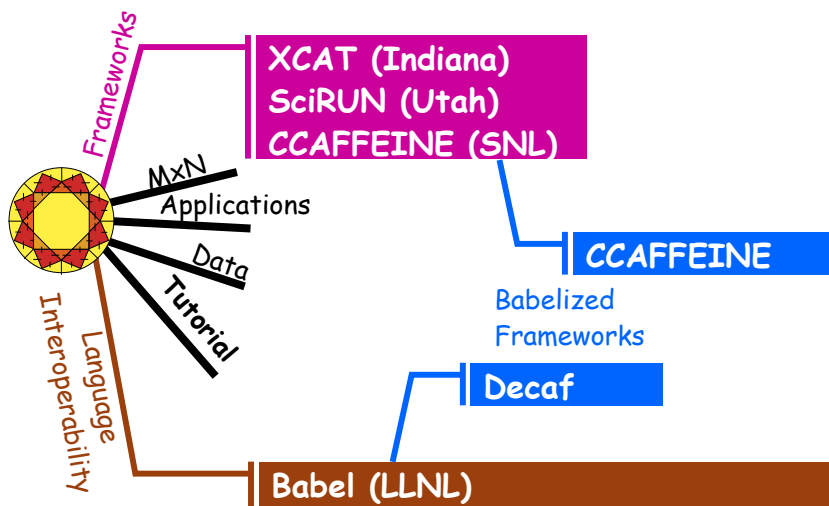 Frameworks
XCAT (Indiana)
SciRUN (Utah)
CCAFFEINE (SNL)
MxN
Applications
Data
Tutorial
CCAFFEINE
Babelized
Frameworks
Decaf
Language
Interoperability
Babel (LLNL)